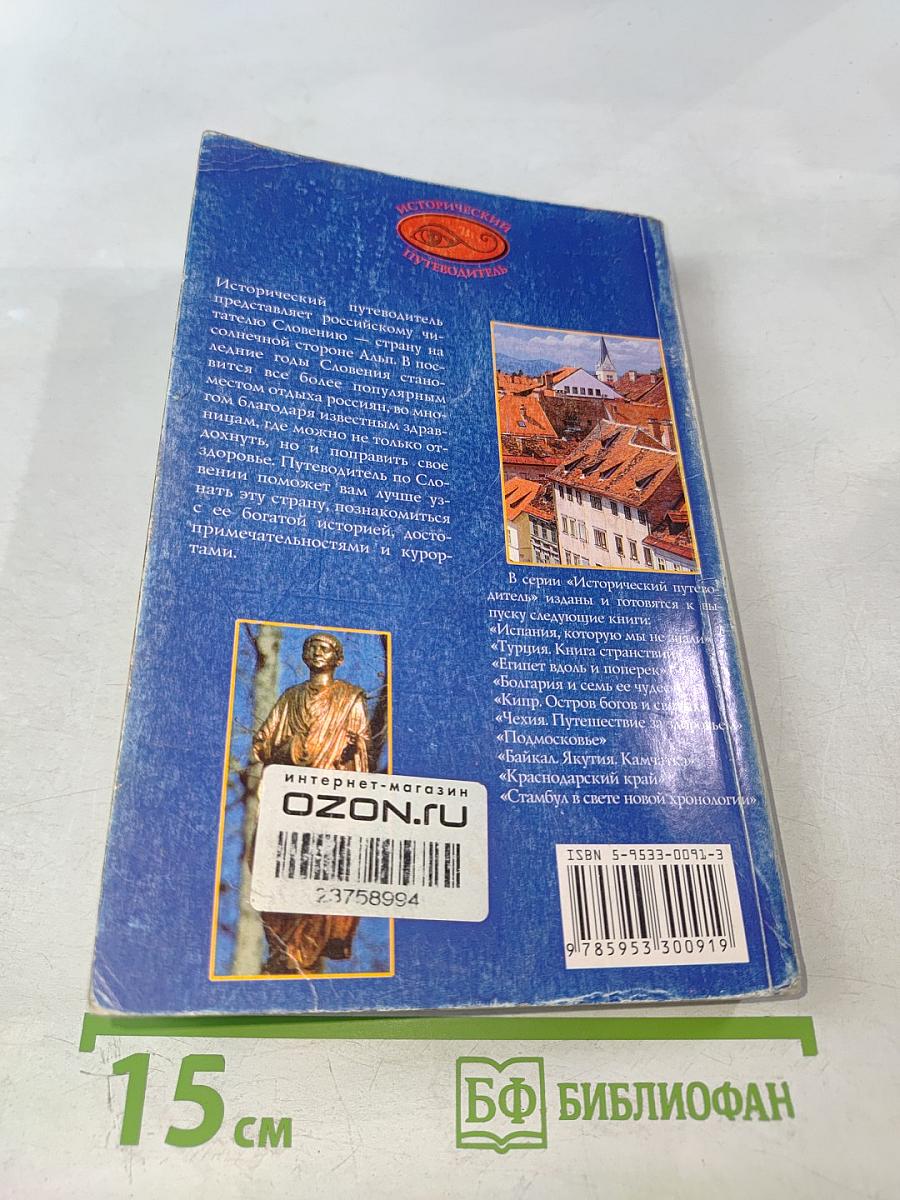 ИСТОРИЧЕСКИЙ
ПУТЕВОДИТЕЛЬ
Исторический путеводитель
представляет российскому чи-
тателю Словению — страну на
солнечной стороне Альп. В пос-
ледние годы Словения стано-
вится все более популярным
местом отдыха россиян, во мно-
гом благодаря известным здрав-
ницам, где можно не только от-
дохнуть, но и поправить свое
здоровье. Путеводитель по Сло-
вении поможет вам лучше уз-
нать эту страну, познакомиться
с ее богатой историей, досто-
примечательностями и курор-
тами.
В серии «Исторический путево-
дитель» изданы и готовятся к вы-
пуску следующие книги:
«Испания, которую мы не знали»
«Турция. Книга странствий»
«Египет вдоль и поперек»
«Болгария и семь ее чудес»
«Кипр. Остров богов и
«Чехия. Путешествие за здоровьем»
«Подмосковье»
«Байкал. Якутия. Камчатка»
«Краснодарский край»
«Стамбул в свете новой хронологии»
интернет-магазин
OZON.ru
23758994
ISBN 5-9533-0091-3
9 785953 300919
15 см
БФ БИБЛИОФАН